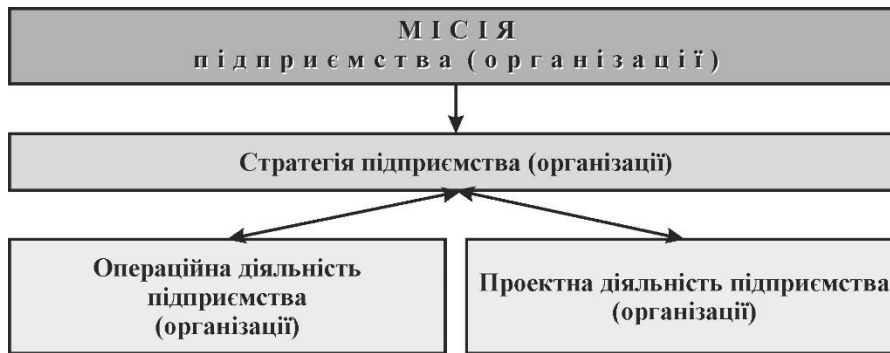 МІСІЯ
підприємства (організації)
Стратегія підприємства (організації)
Операційна діяльність
підприємства
(організації)
Проектна діяльність підприємства
(організації)